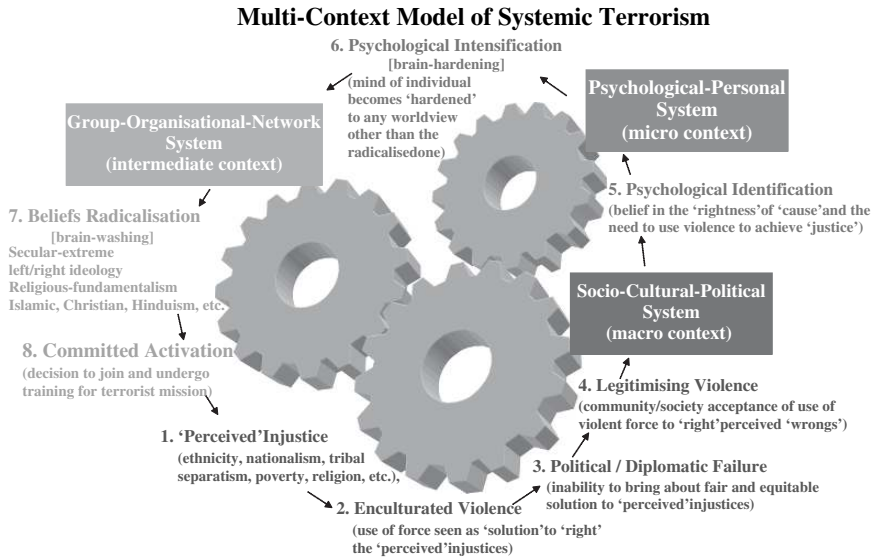 Multi-Context Model of Systemic Terrorism
6. Psychological Intensification
[brain-hardening]
(mind of individual
becomes ‘hardened’
to any worldview
other than the
radicalisedone)
Psychological-Personal
System
(micro context)
Group-Organisational-Network
System
(intermediate context)
5. Psychological Identification
(belief in the ‘rightness’of ‘cause’and the
need to use violence to achieve ‘justice’)
7. Beliefs Radicalisation
[brain-washing]
Secular-extreme
left/right ideology
Religious-fundamentalism
Islamic, Christian, Hinduism, etc.
Socio-Cultural-Political
System
(macro context)
8. Committed Activation
(decision to join and undergo
training for terrorist mission)
4. Legitimising Violence
(community/society acceptance of use of
violent force to ‘right’perceived ‘wrongs’)
1. ‘Perceived’Injustice
(ethnicity, nationalism, tribal
separatism, poverty, religion, etc.),
3. Political / Diplomatic Failure
(inability to bring about fair and equitable
solution to ‘perceived’injustices)
2. Enculturated Violence
(use of force seen as ‘solution’to ‘right’
the ‘perceived’injustices)